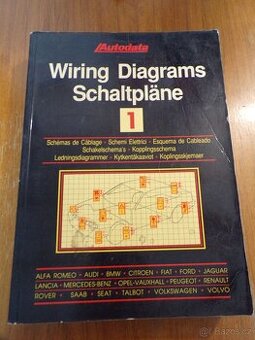 Autodata
Wiring Diagrams
Schaltpläne
1
Schémas de Câblage - Schemi Elettrici - Esquema de Cableado
Schakelschema's - Kopplingsschema
Ledningsdiagrammer - Kytkentäkaaviot - Koplingsskjemaer
ALFA ROMEO - AUDI - BMW - CITROEN - FIAT - FORD - JAGUAR
LANCIA - MERCEDES-BENZ - OPEL-VAUXHALL - PEUGEOT - RENAULT
ROVER - SAAB - SEAT - TALBOT - VOLKSWAGEN - VOLVO